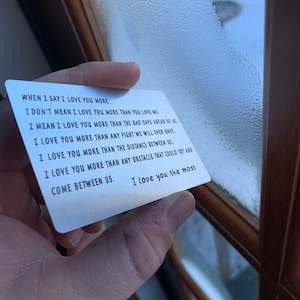 WHEN I SAY I LOVE YOU MORE,
I DON'T MEAN I LOVE YOU MORE THAN YOU LOVE ME.
I MEAN I LOVE YOU MORE THAN THE BAD DAYS AHEAD OF US.
I LOVE YOU MORE THAN ANY FIGHT WE WILL EVER HAVE.
I LOVE YOU MORE THAN THE DISTANCE BETWEEN US.
I LOVE YOU MORE THAN ANY OBSTACLE THAT COULD TRY AND
COME BETWEEN US. I love you the most.